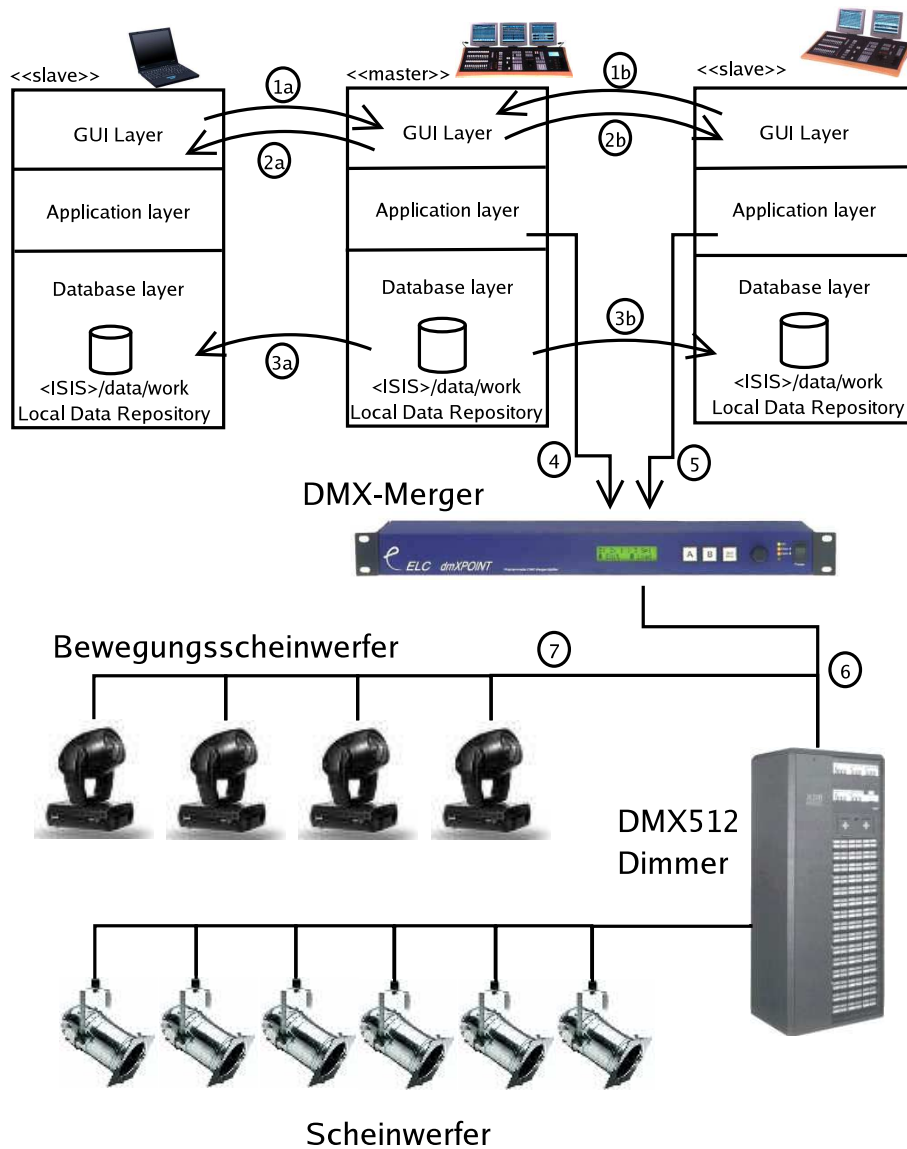 <<slave>>
<<master>>
<<slave>>
1a
1b
GUI Layer
GUI Layer
GUI Layer
2a
2b
Application layer
Application layer
Application layer
Database layer
Database layer
Database layer
3a
3b
<ISIS>/data/work
Local Data Repository
<ISIS>/data/work
Local Data Repository
<ISIS>/data/work
Local Data Repository
4
5
DMX-Merger
ELC dmXPOINT
A B
Bewegungsscheinwerfer
7
6
DMX512
Dimmer
Scheinwerfer